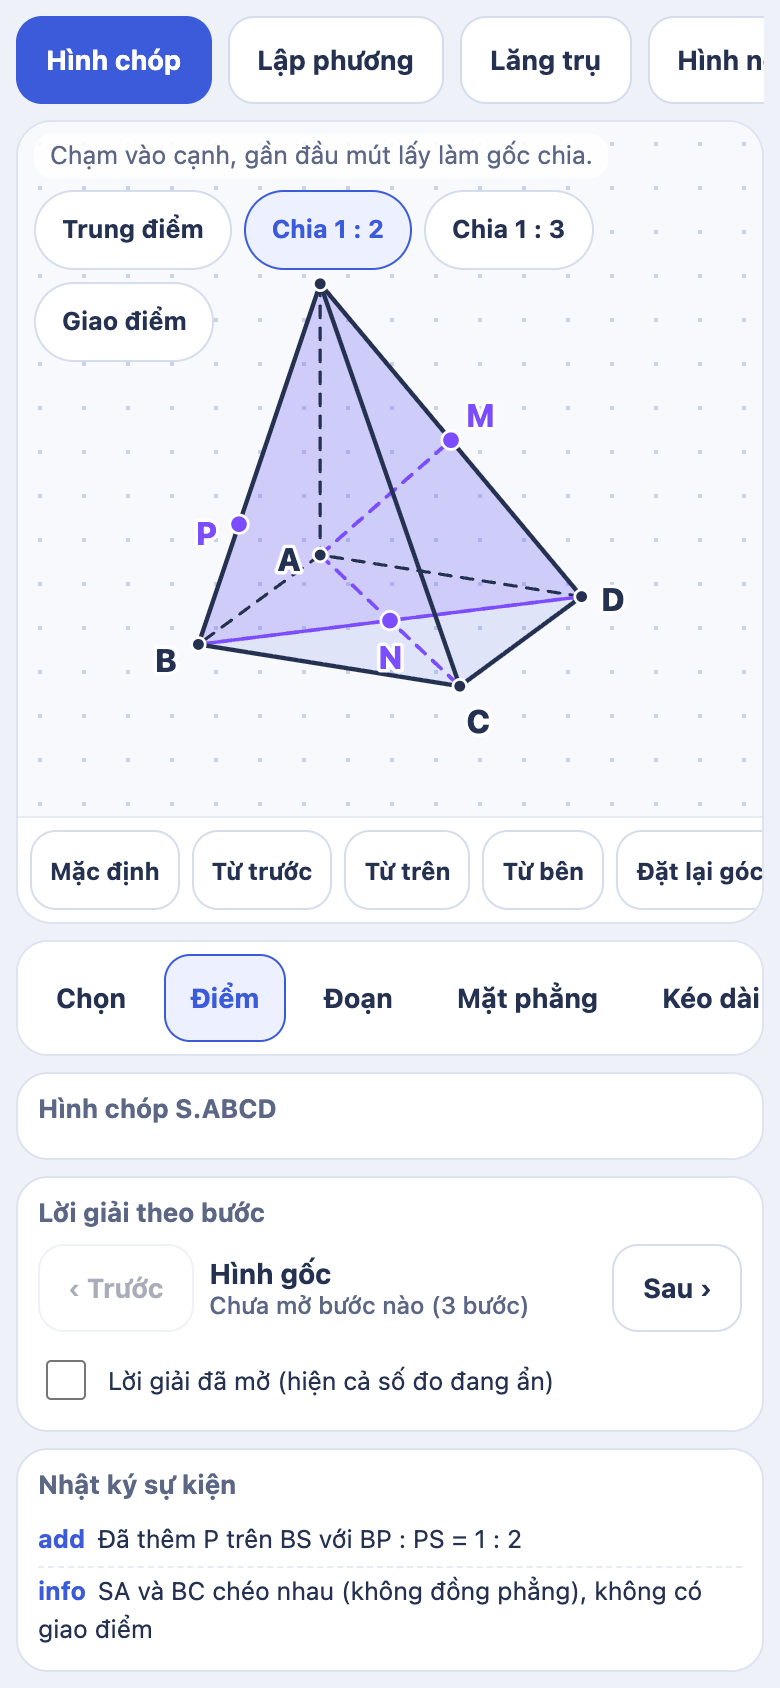 Hình chóp
Lập phương
Lăng trụ
Hình n
Chạm vào cạnh, gần đầu mút lấy làm gốc chia.
Trung điểm
Chia 1 : 2
Chia 1 : 3
Giao điểm
M
P
A
D
B
N
C
Mặc định
Từ trước
Từ trên
Từ bên
Đặt lại góc
Chọn
Điểm
Đoạn
Mặt phẳng
Kéo dài
Hình chóp S.ABCD
Lời giải theo bước
‹ Trước
Hình gốc
Chưa mở bước nào (3 bước)
Sau ›
Lời giải đã mở (hiện cả số đo đang ẩn)
Nhật ký sự kiện
add Đã thêm P trên BS với BP : PS = 1 : 2
info SA và BC chéo nhau (không đồng phẳng), không có
giao điểm